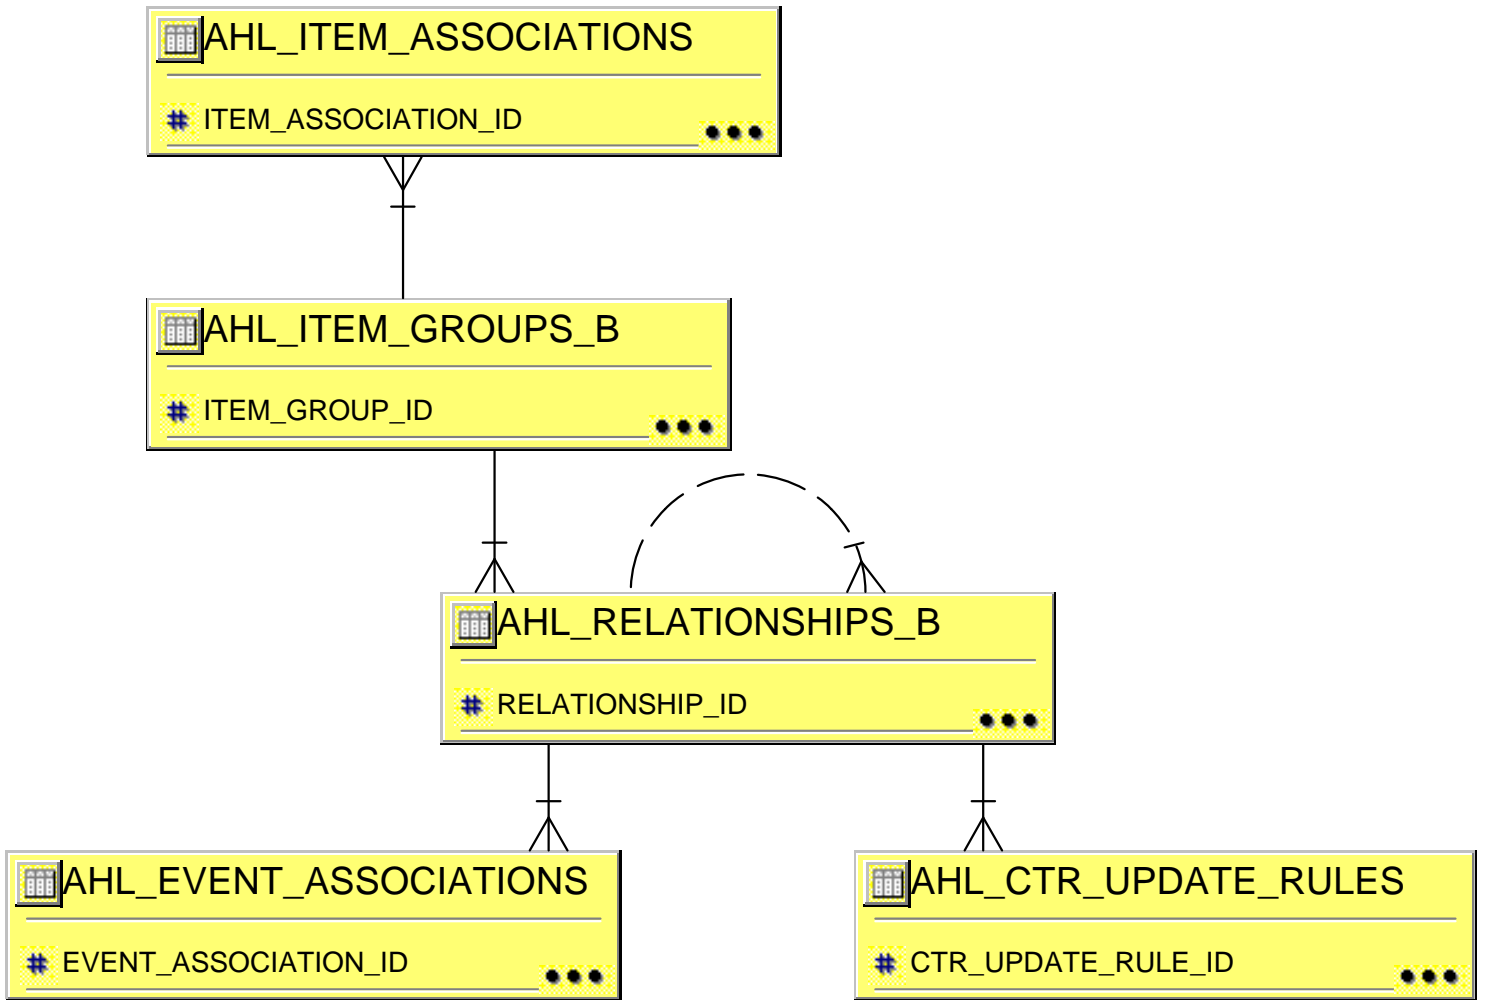 AHL_ITEM_ASSOCIATIONS
# ITEM_ASSOCIATION_ID
AHL_ITEM_GROUPS_B
# ITEM_GROUP_ID
AHL_RELATIONSHIPS_B
# RELATIONSHIP_ID
AHL_EVENT_ASSOCIATIONS
# EVENT_ASSOCIATION_ID
AHL_CTR_UPDATE_RULES
# CTR_UPDATE_RULE_ID